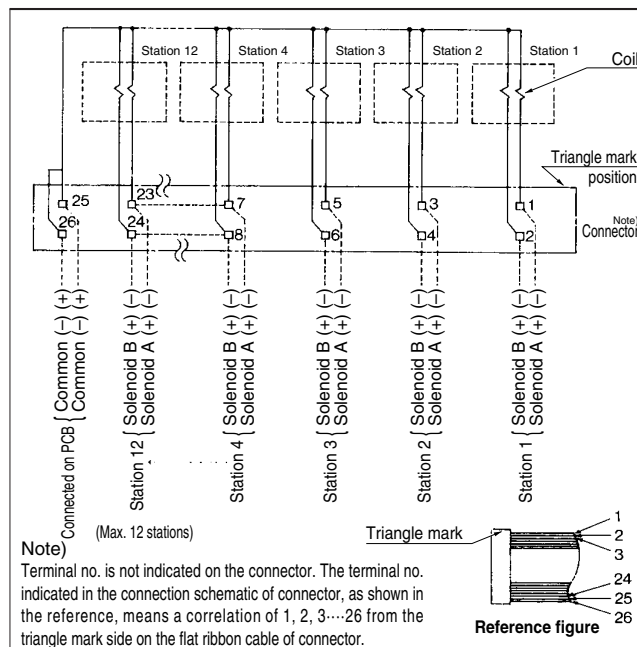 Station 12 Station 4 Station 3 Station 2 Station 1
Coil
Triangle mark
position
Note)
Connector
25 23 7 5 3 1
26 24 8 6 4 2
Connected on PCB
Common (−) (+)
Common (−) (+)
Station 12
Solenoid B (+) (−)
Solenoid A (+) (−)
Station 4
Solenoid B (+) (−)
Solenoid A (+) (−)
Station 3
Solenoid B (+) (−)
Solenoid A (+) (−)
Station 2
Solenoid B (+) (−)
Solenoid A (+) (−)
Station 1
Solenoid B (+) (−)
Solenoid A (+) (−)
(Max. 12 stations)
Note)
Terminal no. is not indicated on the connector. The terminal no.
indicated in the connection schematic of connector, as shown in
the reference, means a correlation of 1, 2, 3····26 from the
triangle mark side on the flat ribbon cable of connector.
Triangle mark
1
2
3
24
25
26
Reference figure